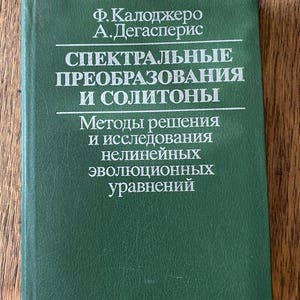 Ф. Калоджеро
А. Дегасперис
СПЕКТРАЛЬНЫЕ
ПРЕОБРАЗОВАНИЯ
И СОЛИТОНЫ
Методы решения
и исследования
нелинейных
эволюционных
уравнений